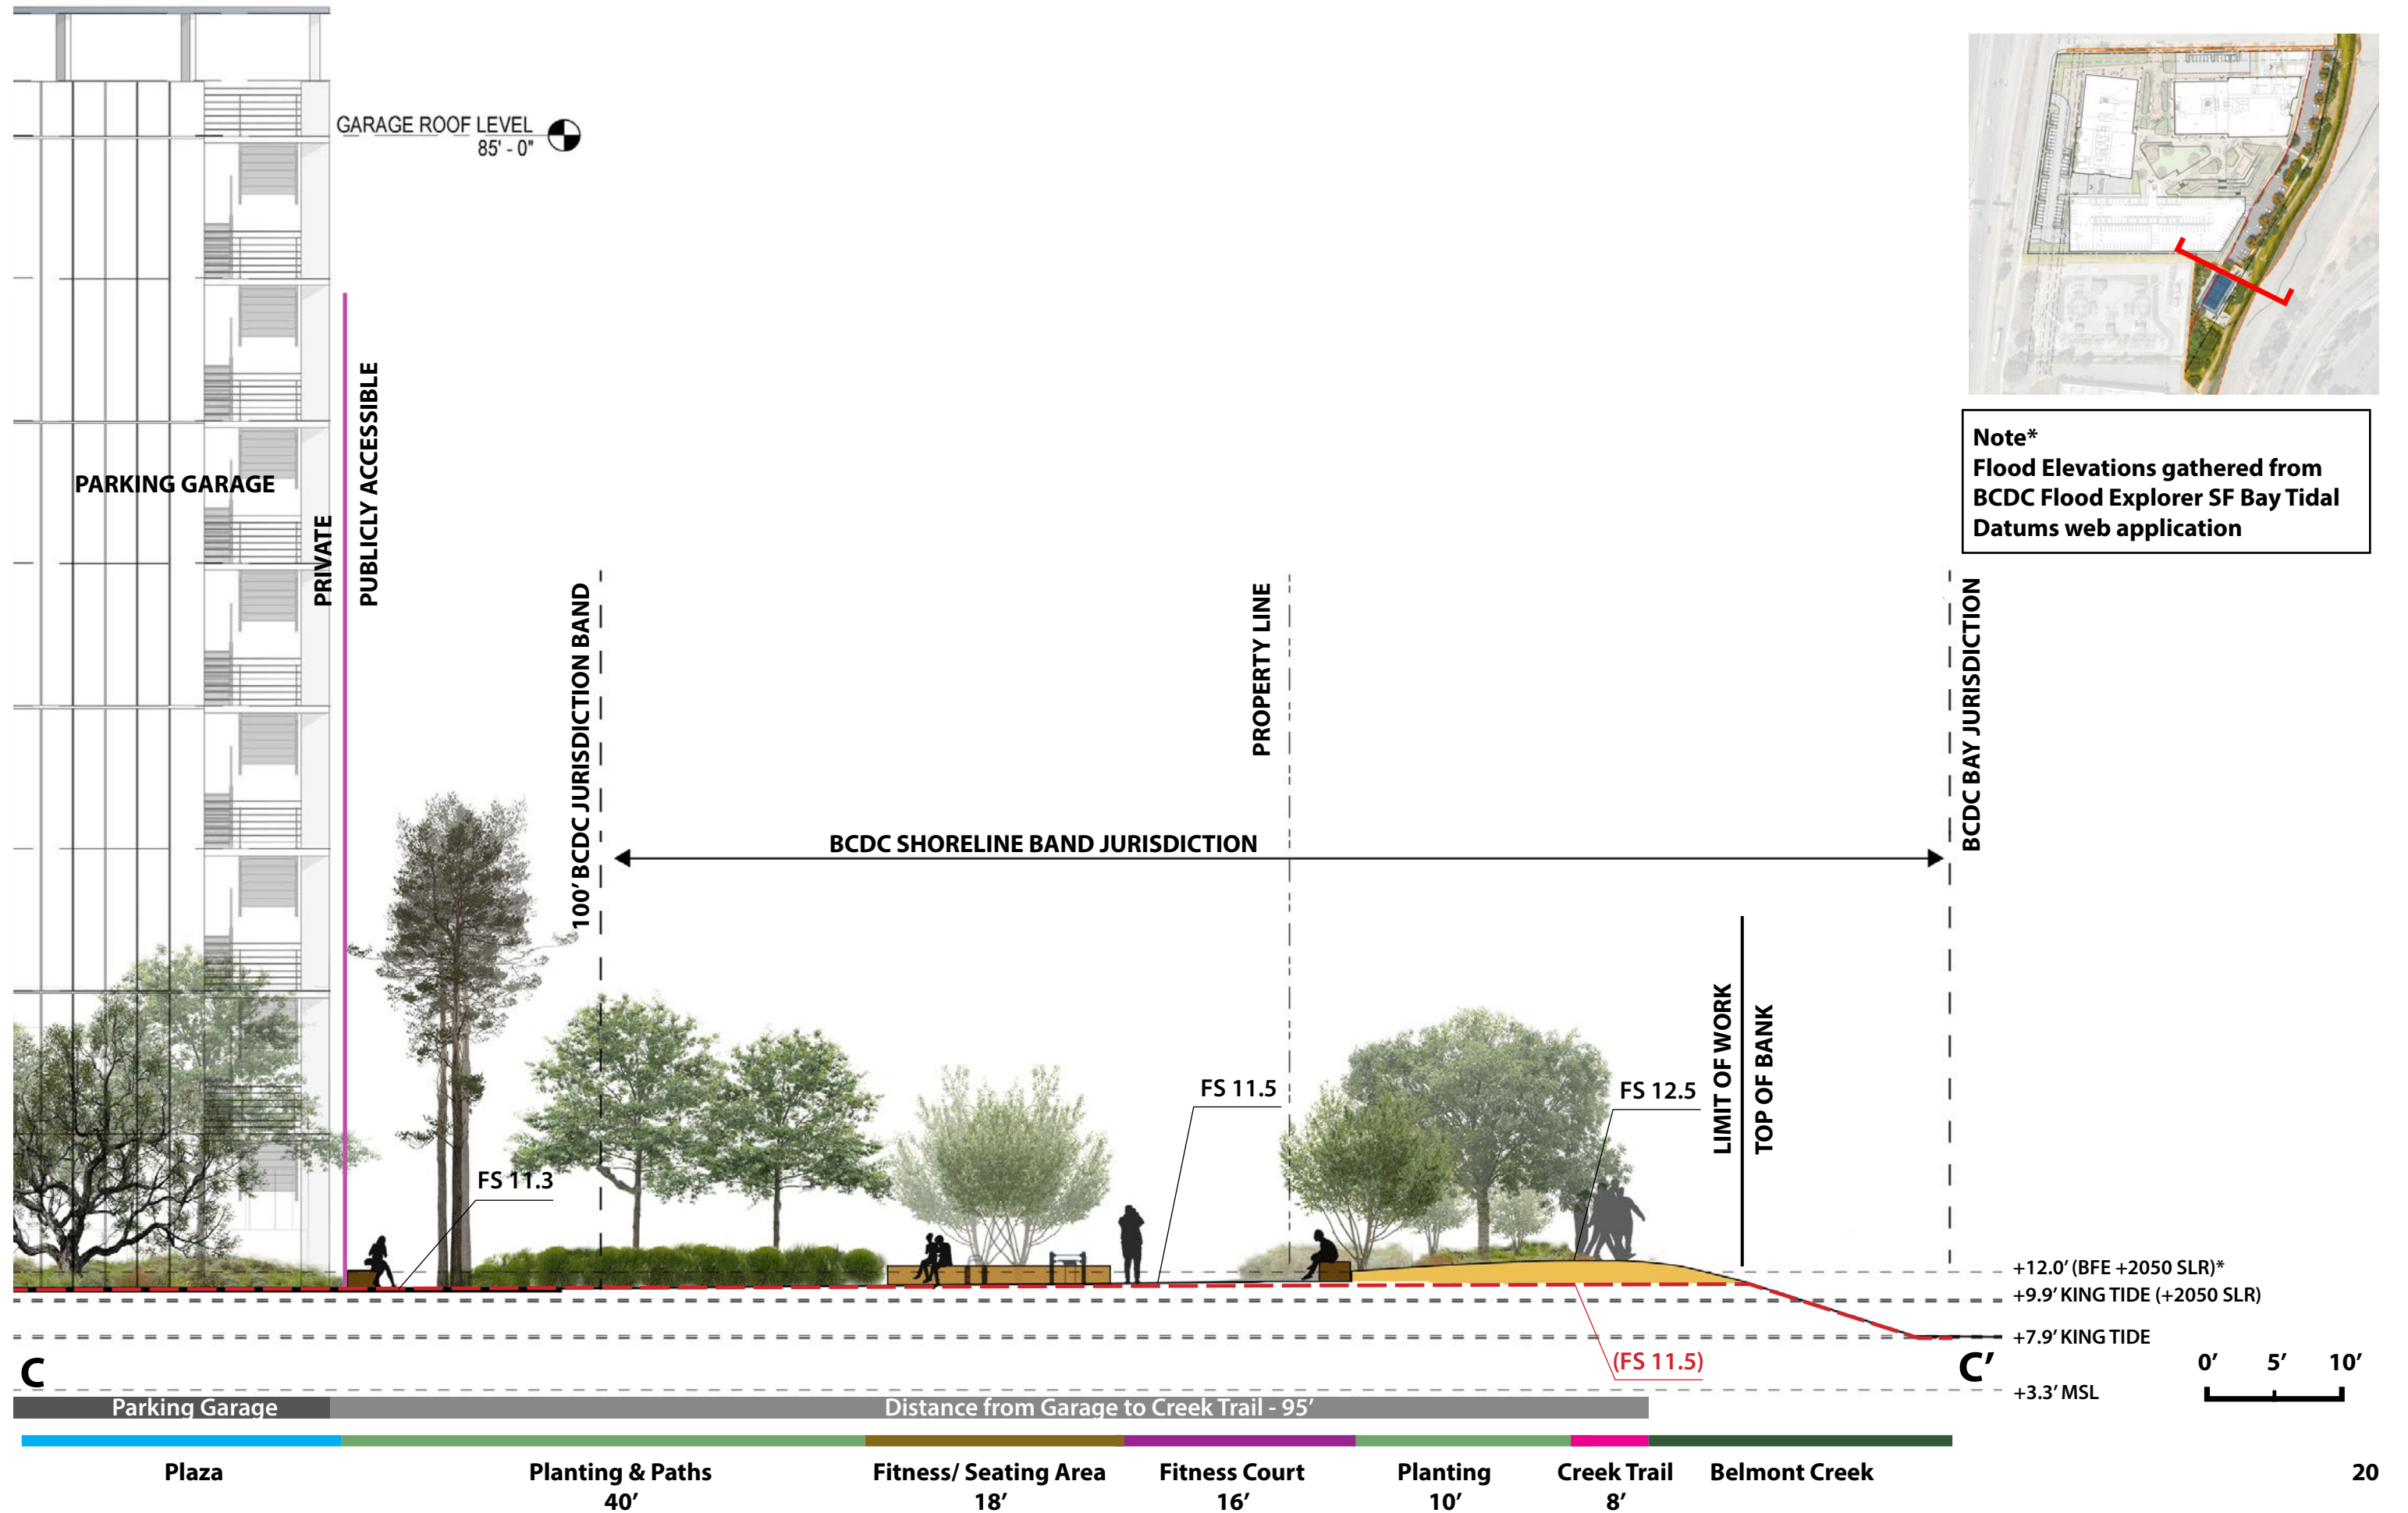 GARAGE ROOF LEVEL
85' - 0"
PARKING GARAGE
PRIVATE
PUBLICLY ACCESSIBLE
100’ BCDC JURISDICTION BAND
PROPERTY LINE
BCDC BAY JURISDICTION
BCDC SHORELINE BAND JURISDICTION
Note*
Flood Elevations gathered from
BCDC Flood Explorer SF Bay Tidal
Datums web application
LIMIT OF WORK
TOP OF BANK
FS 11.3
FS 11.5
FS 12.5
(FS 11.5)
+12.0’ (BFE +2050 SLR)*
+9.9’ KING TIDE (+2050 SLR)
+7.9’ KING TIDE
+3.3’ MSL
C
C’
0’ 5’ 10’
Parking Garage
Distance from Garage to Creek Trail - 95’
Plaza
Planting & Paths
40’
Fitness/ Seating Area
18’
Fitness Court
16’
Planting
10’
Creek Trail
8’
Belmont Creek
20